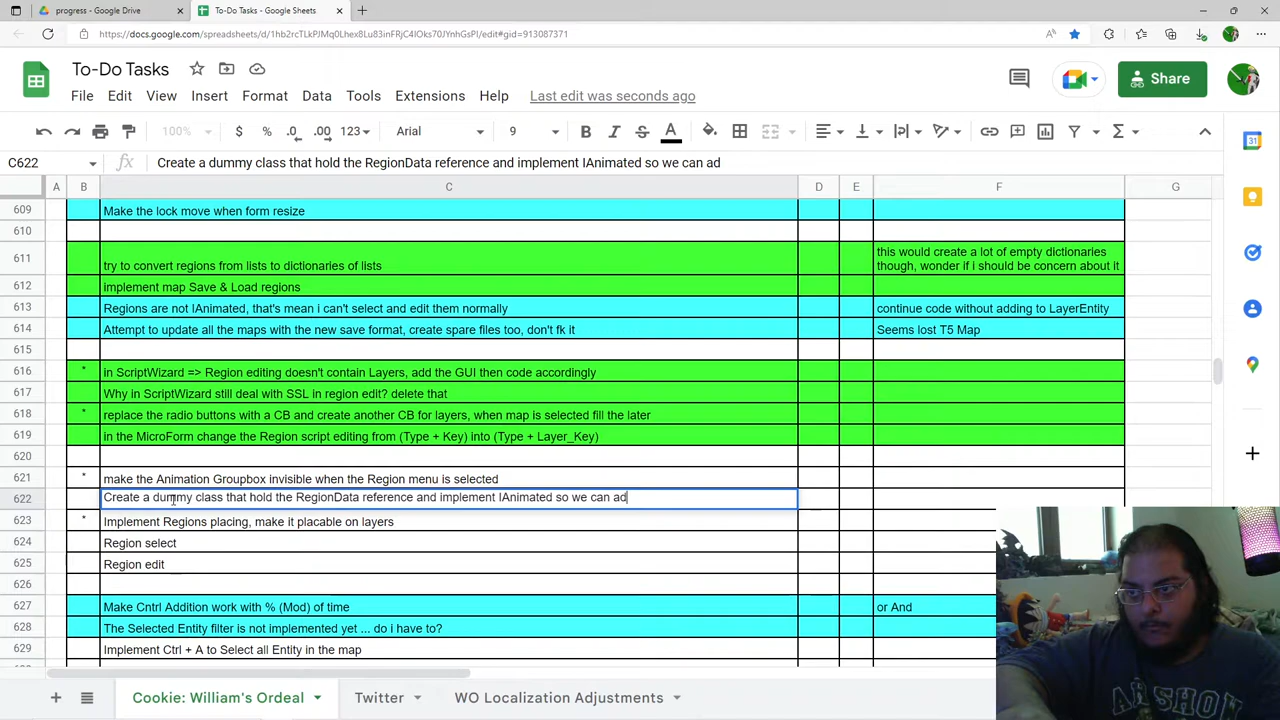 progress - Google Drive
To-Do Tasks - Google Sheets
https://docs.google.com/spreadsheets/d/1hb2rcTLkPJMq0Lhex8Lu83inFRjC4lOks70JYnhGsPI/edit#gid=913087371
To-Do Tasks
File Edit View Insert Format Data Tools Extensions Help Last edit was seconds ago
Share
100% $ % .0 .00 123 Arial 9 B I S A
C622 fx Create a dummy class that hold the RegionData reference and implement IAnimated so we can ad
A B C D E F G
609 Make the lock move when form resize
610
611 try to convert regions from lists to dictionaries of lists this would create a lot of empty dictionaries
though, wonder if i should be concern about it
612 implement map Save & Load regions
613 Regions are not IAnimated, that's mean i can't select and edit them normally continue code without adding to LayerEntity
614 Attempt to update all the maps with the new save format, create spare files too, don't fk it Seems lost T5 Map
615
616 * in ScriptWizard => Region editing doesn't contain Layers, add the GUI then code accordingly
617 Why in ScriptWizard still deal with SSL in region edit? delete that
618 * replace the radio buttons with a CB and create another CB for layers, when map is selected fill the later
619 in the MicroForm change the Region script editing from (Type + Key) into (Type + Layer_Key)
620
621 * make the Animation Groupbox invisible when the Region menu is selected
622 Create a dummy class that hold the RegionData reference and implement IAnimated so we can ad
623 * Implement Regions placing, make it placable on layers
624 Region select
625 Region edit
626
627 Make Cntrl Addition work with % (Mod) of time or And
628 The Selected Entity filter is not implemented yet ... do i have to?
629 Implement Ctrl + A to Select all Entity in the map
Cookie: William's Ordeal Twitter WO Localization Adjustments